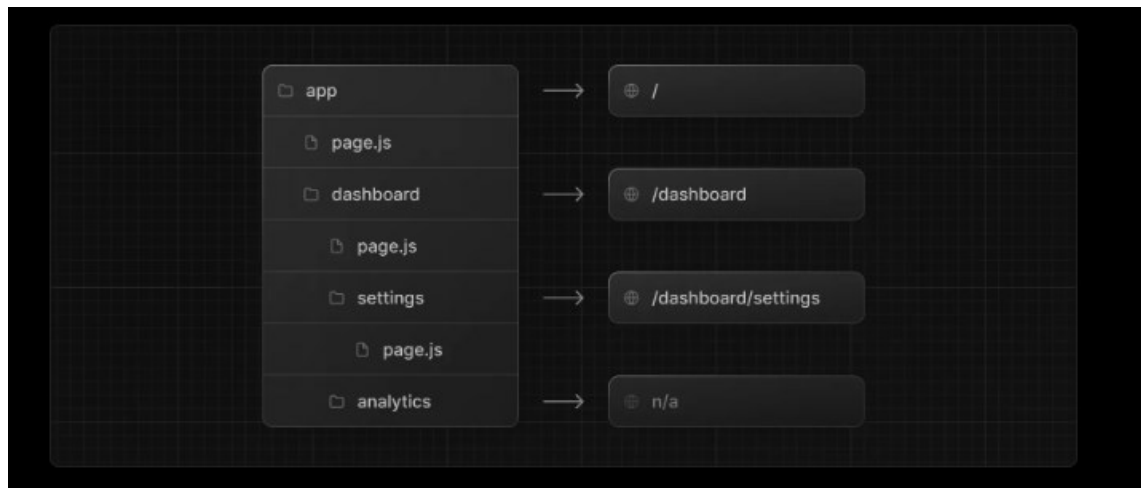 app
/
page.js
dashboard
/dashboard
page.js
settings
/dashboard/settings
page.js
analytics
n/a